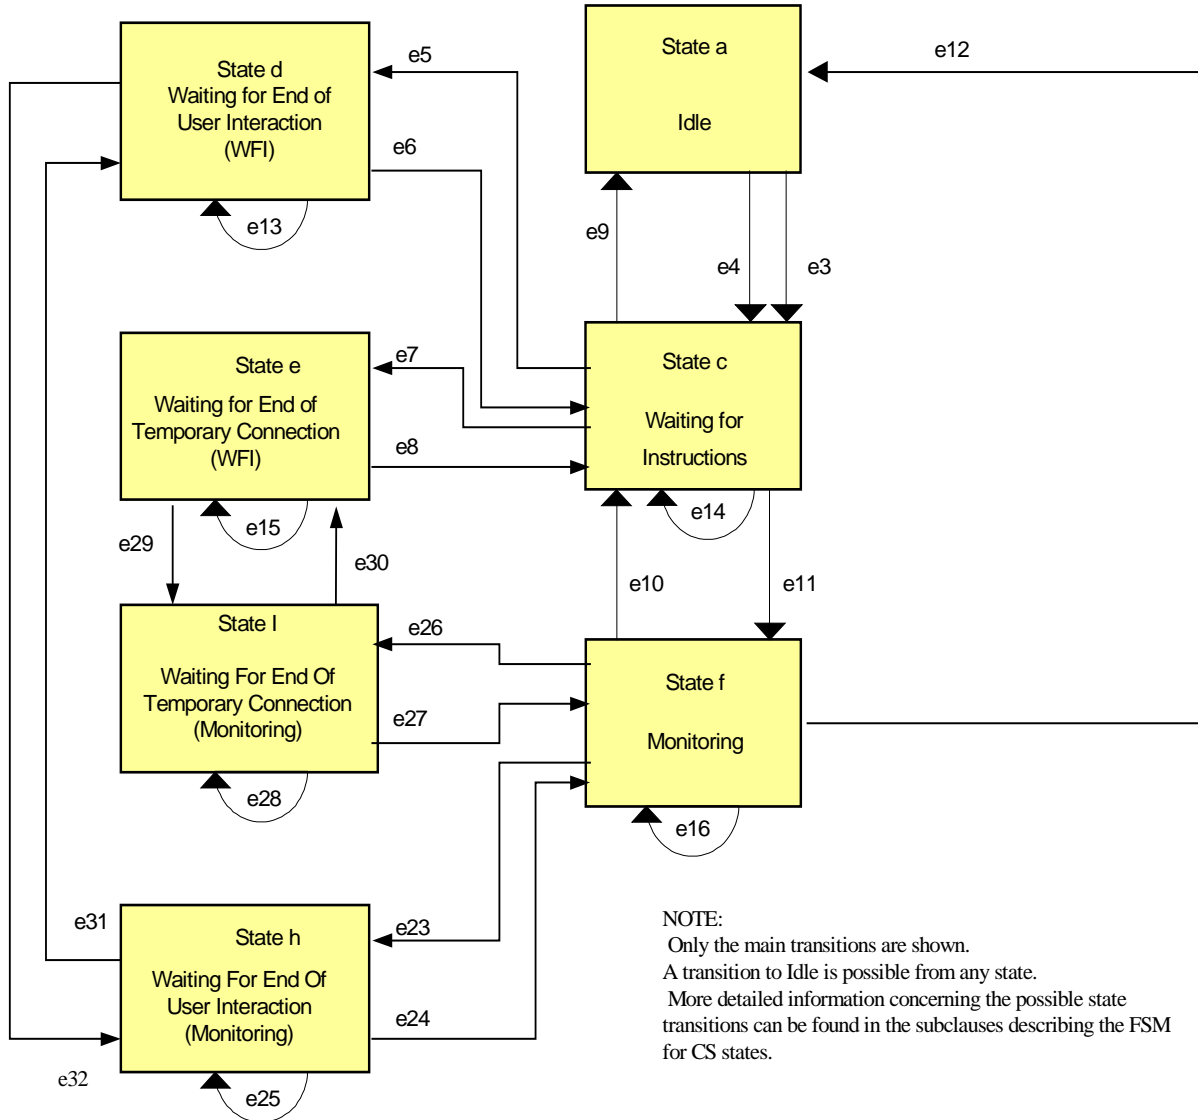 State a
Idle
e12
State d
Waiting for End of
User Interaction
(WFI)
e5
e6
e13
e9
e4
e3
State e
Waiting for End of
Temporary Connection
(WFI)
e7
e8
e15
State c
Waiting for
Instructions
e14
e29
e30
e10
e11
State I
Waiting For End Of
Temporary Connection
(Monitoring)
e26
e27
e28
State f
Monitoring
e16
e31
State h
Waiting For End Of
User Interaction
(Monitoring)
e23
e24
e32
e25
NOTE:
Only the main transitions are shown.
A transition to Idle is possible from any state.
More detailed information concerning the possible state
transitions can be found in the subclauses describing the FSM
for CS states.